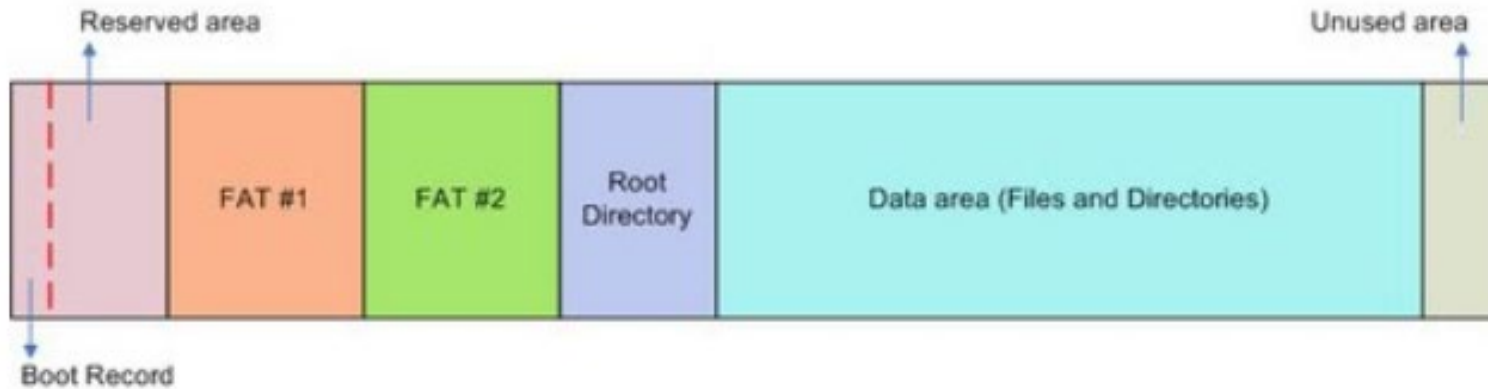 Reserved area
Unused area
FAT #1
FAT #2
Root
Directory
Data area (Files and Directories)
Boot Record